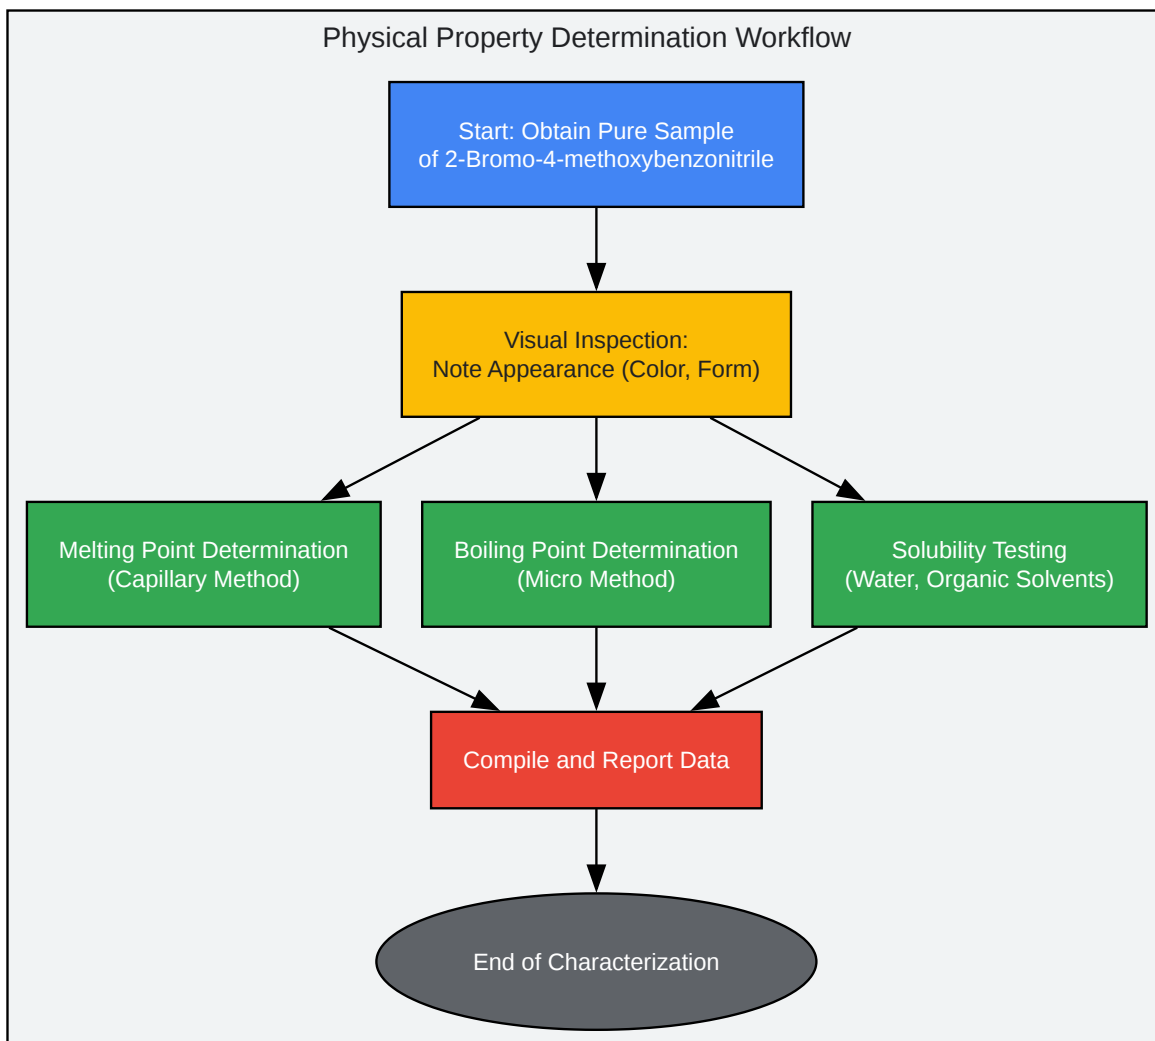 Physical Property Determination Workflow
Start: Obtain Pure Sample
of 2-Bromo-4-methoxybenzonitrile
Visual Inspection:
Note Appearance (Color, Form)
Melting Point Determination
(Capillary Method)
Boiling Point Determination
(Micro Method)
Solubility Testing
(Water, Organic Solvents)
Compile and Report Data
End of Characterization